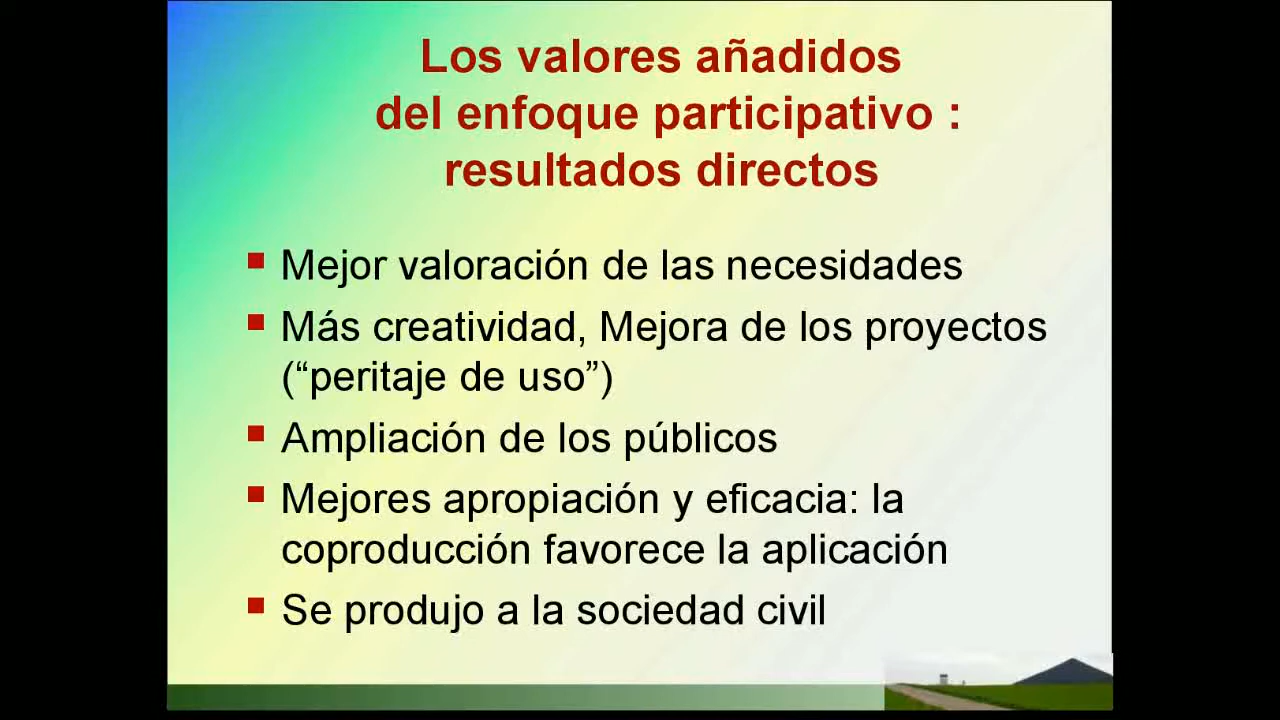 Los valores añadidos
del enfoque participativo :
resultados directos
Mejor valoración de las necesidades
Más creatividad, Mejora de los proyectos
(“peritaje de uso”)
Ampliación de los públicos
Mejores apropiación y eficacia: la
coproducción favorece la aplicación
Se produjo a la sociedad civil